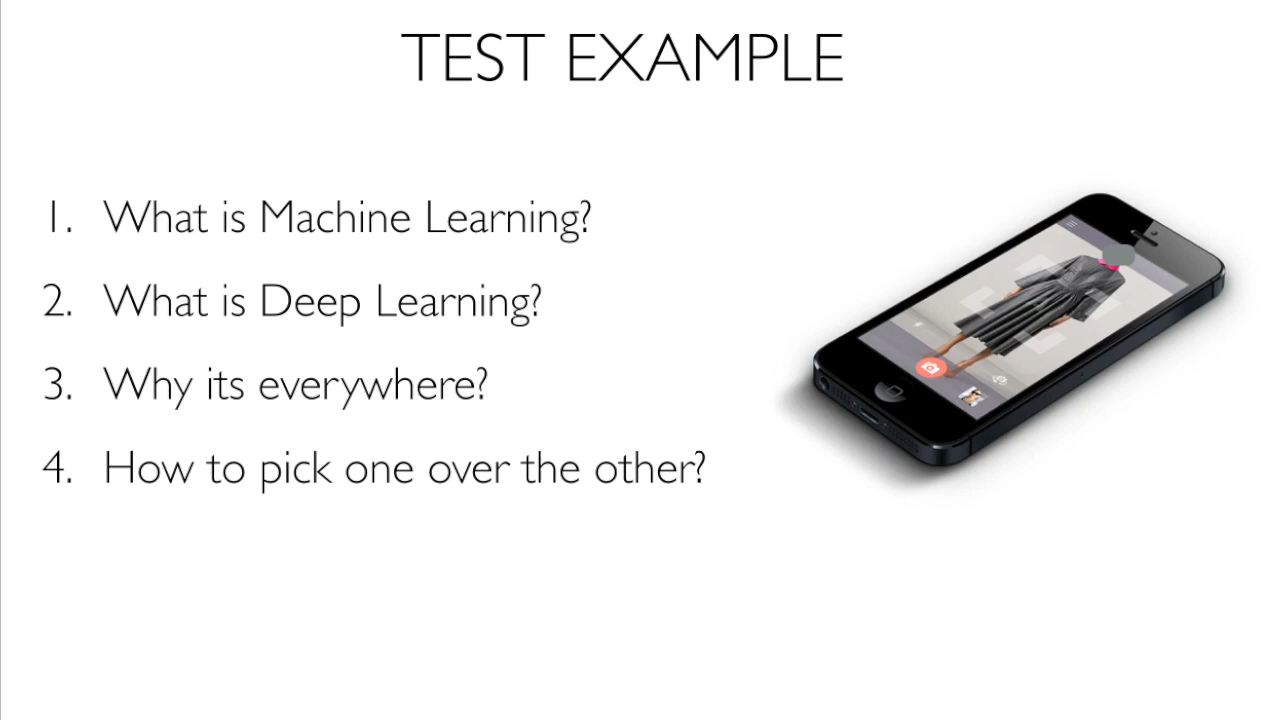 TEST EXAMPLE
1. What is Machine Learning?
2. What is Deep Learning?
3. Why its everywhere?
4. How to pick one over the other?